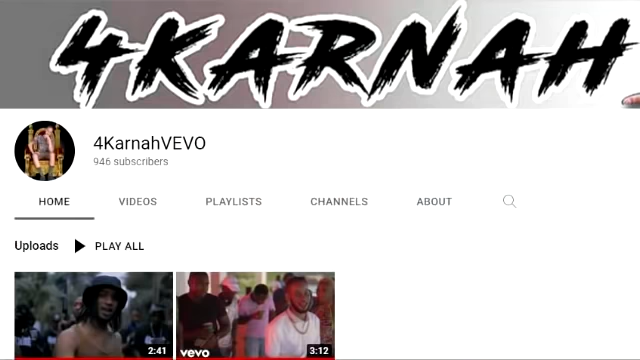 4KARNAH
4KarnahVEVO
946 subscribers
HOME VIDEOS PLAYLISTS CHANNELS ABOUT
Uploads PLAY ALL
2:41
vevo 3:12